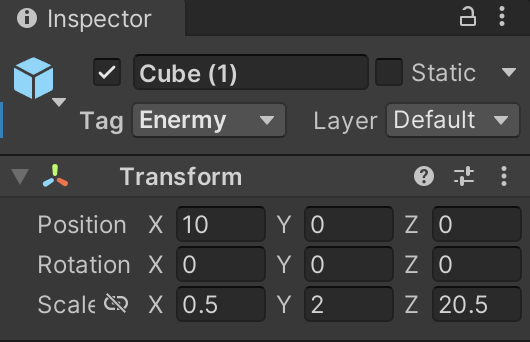 Inspector
Cube (1) Static
Tag Enermy Layer Default
Transform
Position X 10 Y 0 Z 0
Rotation X 0 Y 0 Z 0
Scale X 0.5 Y 2 Z 20.5